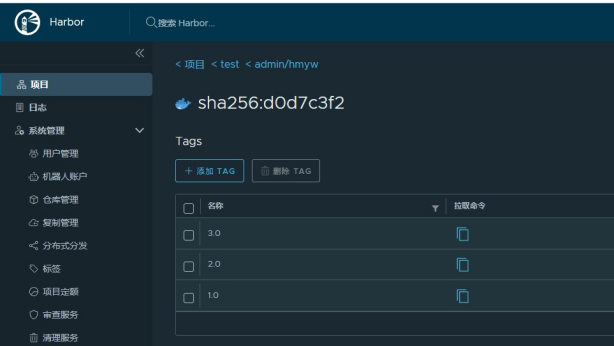 Harbor
搜索 Harbor...
项目
日志
系统管理
用户管理
机器人账户
仓库管理
复制管理
分布式分发
标签
项目定额
审查服务
清理服务
< 项目 < test < admin/hmyw
sha256:d0d7c3f2
Tags
+ 添加 TAG
删除 TAG
名称
拉取命令
3.0
2.0
1.0